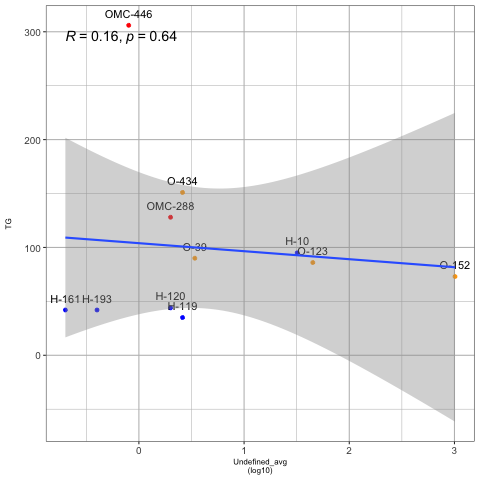 OMC-446
R = 0.16, p = 0.64
300
200
O-434
OMC-288
O-39
H-10
O-123
100
O-152
H-161
H-193
H-120
H-119
0
TG
0
1
2
3
Undefined_avg
(log10)